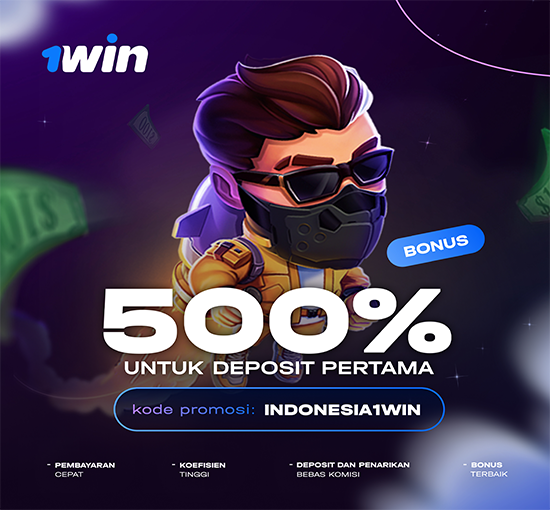 1win
BONUS
500%
UNTUK DEPOSIT PERTAMA
kode promosi: INDONESIA1WIN
- PEMBAYARAN
CEPAT
- KOEFISIEN
TINGGI
- DEPOSIT DAN PENARIKAN
BEBAS KOMISI
- BONUS
TERBAIK